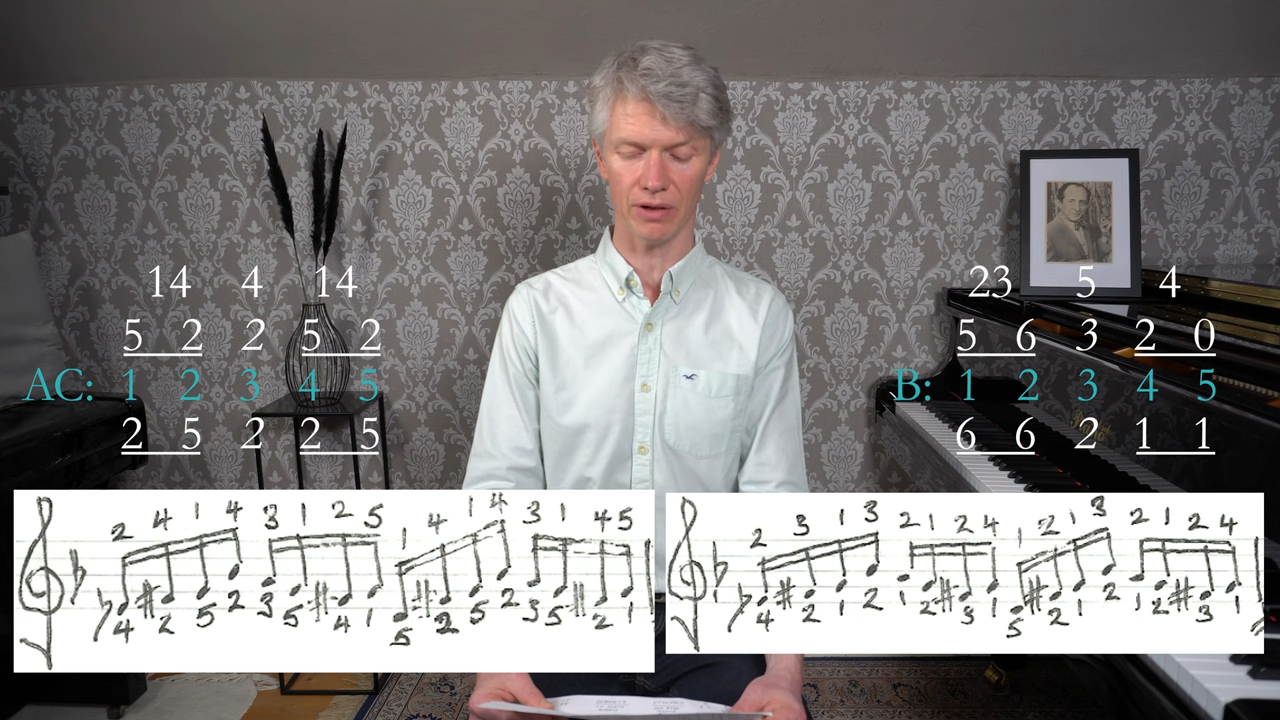 14 4 14
5 2 2 5 2
AC: 1 2 3 4 5
2 5 2 2 5
23 5 4
5 6 3 2 0
B: 1 2 3 4 5
6 6 2 1 1
2 4 1 4 3 1 2 5 1 4 1 4 3 1 4 5
4 2 5 2 3 5 4 1 5 2 5 2 3 5 2 1
2 3 1 3 2 1 2 4 1 2 1 3 2 1 2 4
4 2 1 2 1 2 3 1 5 2 1 2 1 2 3 1